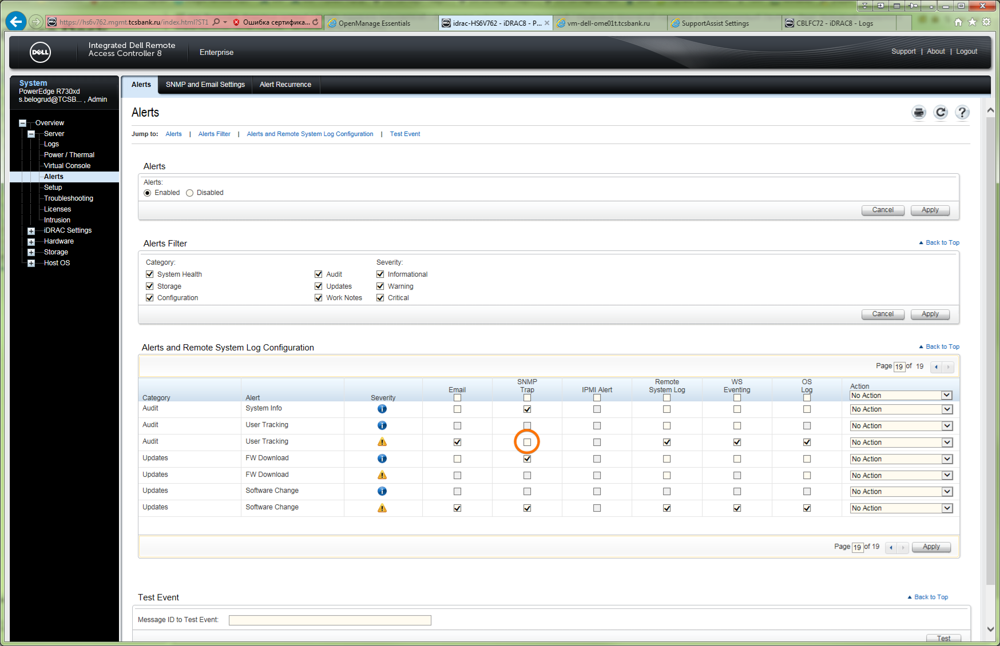 https://hs6v762.mgmt.tcsbank.ru/index.html?ST1
Ошибка сертифика...
OpenManage Essentials
idrac-HS6V762 - iDRAC8 - P...
vm-dell-ome01t.tcsbank.ru
SupportAssist Settings
CBLFC72 - iDRAC8 - Logs
DELL
Integrated Dell Remote
Access Controller 8
Enterprise
Support | About | Logout
System
PowerEdge R730xd
s.belogrud@TCSB... , Admin
Overview
Server
Logs
Power / Thermal
Virtual Console
Alerts
Setup
Troubleshooting
Licenses
Intrusion
iDRAC Settings
Hardware
Storage
Host OS
Alerts
SNMP and Email Settings
Alert Recurrence
Alerts
Jump to: Alerts | Alerts Filter | Alerts and Remote System Log Configuration | Test Event
Alerts
Alerts:
Enabled Disabled
Cancel Apply
Alerts Filter
Back to Top
Category: Severity:
System Health Audit Informational
Storage Updates Warning
Configuration Work Notes Critical
Cancel Apply
Alerts and Remote System Log Configuration
Back to Top
Page 19 of 19
Category Alert Severity Email SNMP Trap IPMI Alert Remote System Log WS Eventing OS Log Action
No Action
Audit System Info No Action
Audit User Tracking No Action
Audit User Tracking No Action
Updates FW Download No Action
Updates FW Download No Action
Updates Software Change No Action
Updates Software Change No Action
Page 19 of 19 Apply
Test Event
Back to Top
Message ID to Test Event:
Test